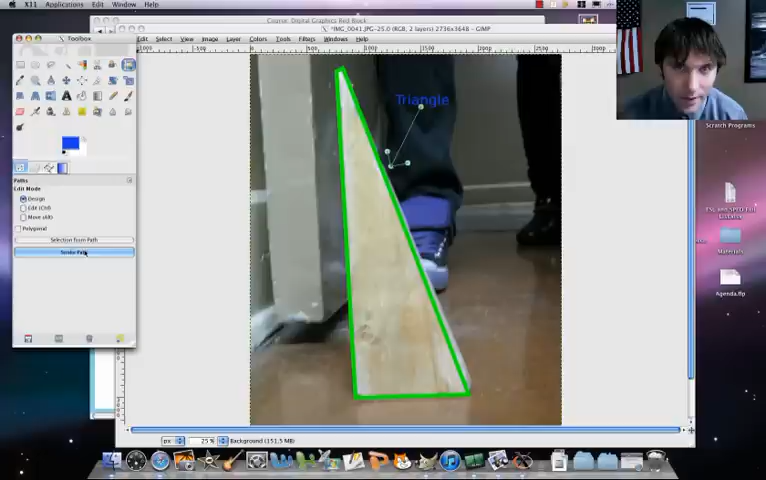 X11 Applications Edit Window Help
Course: Digital Graphics Red Block
*IMG_0041.JPG-25.0 (RGB, 2 layers) 2736x3648 – GIMP
Toolbox
Edit View Image Layer Colors Tools Filters Windows Help
Triangle
Paths
Edit Mode
Design
Edit (Ctrl)
Move (Alt)
Polygonal
Selection from Path
Stroke Path
px 25 % Background (151.5 MB)
Scratch Programs
Materials
Agenda.flp